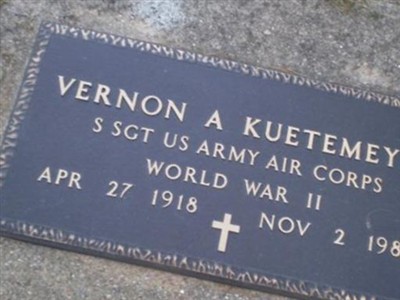 VERNON A KUETEMEY
S SGT US ARMY AIR CORPS
WORLD WAR II
APR 27 1918 NOV 2 198